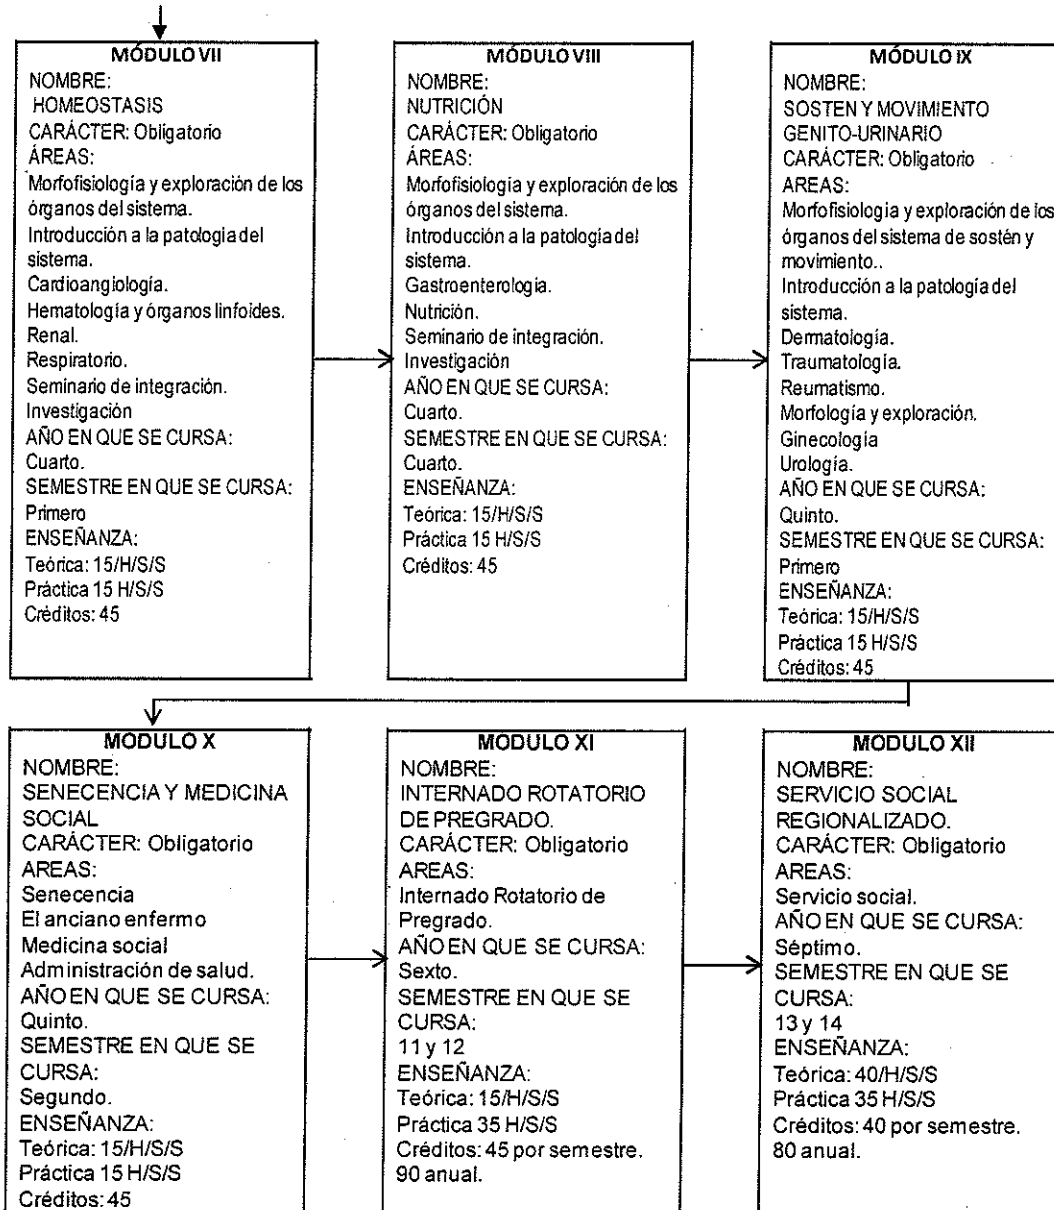 MÓDULO VII
NOMBRE:
HOMEOSTASIS
CARÁCTER: Obligatorio
ÁREAS:
Morfofisiología y exploración de los
órganos del sistema.
Introducción a la patología del
sistema.
Cardioangiología.
Hematología y órganos linfoides.
Renal.
Respiratorio.
Seminario de integración.
Investigación
AÑO EN QUE SE CURSA:
Cuarto.
SEMESTRE EN QUE SE CURSA:
Primero
ENSEÑANZA:
Teórica: 15/H/S/S
Práctica 15 H/S/S
Créditos: 45
MÓDULO VIII
NOMBRE:
NUTRICIÓN
CARÁCTER: Obligatorio
ÁREAS:
Morfofisiología y exploración de los
órganos del sistema.
Introducción a la patología del
sistema.
Gastroenterología.
Nutrición.
Seminario de integración.
Investigación
AÑO EN QUE SE CURSA:
Cuarto.
SEMESTRE EN QUE SE CURSA:
Cuarto.
ENSEÑANZA:
Teórica: 15/H/S/S
Práctica 15 H/S/S
Créditos: 45
MÓDULO IX
NOMBRE:
SOSTEN Y MOVIMIENTO
GENITO-URINARIO
CARÁCTER: Obligatorio
AREAS:
Morfofisiología y exploración de los
órganos del sistema de sostén y
movimiento..
Introducción a la patología del
sistema.
Dermatología.
Traumatología.
Reumatismo.
Morfología y exploración.
Ginecología
Urología.
AÑO EN QUE SE CURSA:
Quinto.
SEMESTRE EN QUE SE CURSA:
Primero
ENSEÑANZA:
Teórica: 15/H/S/S
Práctica 15 H/S/S
Créditos: 45
MODULO X
NOMBRE:
SENECENCIA Y MEDICINA
SOCIAL
CARÁCTER: Obligatorio
AREAS:
Senecencia
El anciano enfermo
Medicina social
Administración de salud.
AÑO EN QUE SE CURSA:
Quinto.
SEMESTRE EN QUE SE
CURSA:
Segundo.
ENSEÑANZA:
Teórica: 15/H/S/S
Práctica 15 H/S/S
Créditos: 45
MODULO XI
NOMBRE:
INTERNADO ROTATORIO
DE PREGRADO.
CARÁCTER: Obligatorio
AREAS:
Internado Rotatorio de
Pregrado.
AÑO EN QUE SE CURSA:
Sexto.
SEMESTRE EN QUE SE
CURSA:
11 y 12
ENSEÑANZA:
Teórica: 15/H/S/S
Práctica 35 H/S/S
Créditos: 45 por semestre.
90 anual.
MODULO XII
NOMBRE:
SERVICIO SOCIAL
REGIONALIZADO.
CARÁCTER: Obligatorio
AREAS:
Servicio social.
AÑO EN QUE SE CURSA:
Séptimo.
SEMESTRE EN QUE SE
CURSA:
13 y 14
ENSEÑANZA:
Teórica: 40/H/S/S
Práctica 35 H/S/S
Créditos: 40 por semestre.
80 anual.